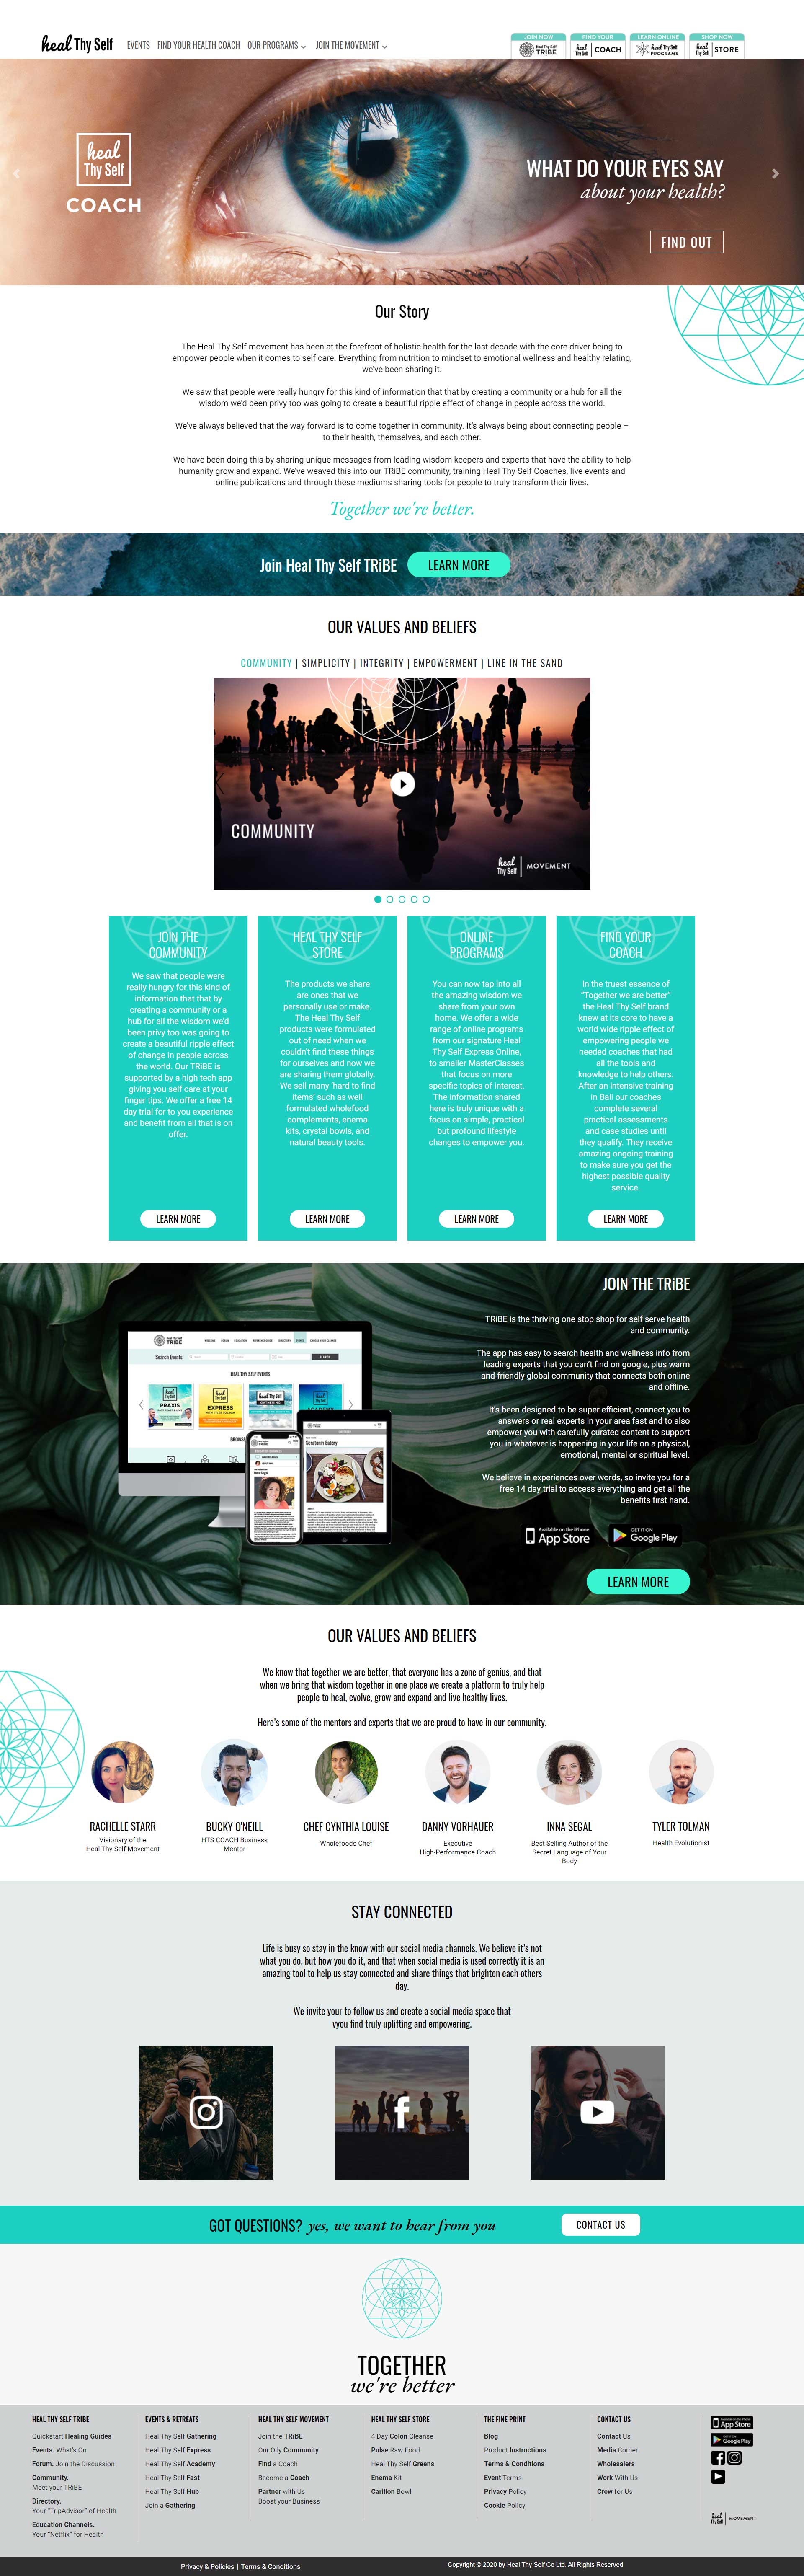 heal Thy Self
EVENTS FIND YOUR HEALTH COACH OUR PROGRAMS JOIN THE MOVEMENT
JOIN NOW
heal Thy Self
TRIBE
FIND YOUR
heal
Thy Self
COACH
LEARN ONLINE
heal Thy Self
PROGRAMS
SHOP NOW
heal
Thy Self
STORE
heal
Thy Self
COACH
WHAT DO YOUR EYES SAY
about your health?
FIND OUT
Our Story
The Heal Thy Self movement has been at the forefront of holistic health for the last decade with the core driver being to
empower people when it comes to self care. Everything from nutrition to mindset to emotional wellness and healthy relating,
we've been sharing it.
We saw that people were really hungry for this kind of information that that by creating a community or a hub for all the
wisdom we'd been privy too was going to create a beautiful ripple effect of change in people across the world.
We've always believed that the way forward is to come together in community. It's always being about connecting people –
to their health, themselves, and each other.
We have been doing this by sharing unique messages from leading wisdom keepers and experts that have the ability to help
humanity grow and expand. We've weaved this into our TRiBE community, training Heal Thy Self Coaches, live events and
online publications and through these mediums sharing tools for people to truly transform their lives.
Together we're better.
Join Heal Thy Self TRiBE
LEARN MORE
OUR VALUES AND BELIEFS
COMMUNITY | SIMPLICITY | INTEGRITY | EMPOWERMENT | LINE IN THE SAND
COMMUNITY
heal
Thy Self
MOVEMENT
JOIN THE
COMMUNITY
We saw that people were
really hungry for this kind of
information that that by
creating a community or a
hub for all the wisdom we'd
been privy too was going to
create a beautiful ripple effect
of change in people across
the world. Our TRiBE is
supported by a high tech app
giving you self care at your
finger tips. We offer a free 14
day trial for to you experience
and benefit from all that is on
offer.
LEARN MORE
HEAL THY SELF
STORE
The products we share
are ones that we
personally use or make.
The Heal Thy Self
products were formulated
out of need when we
couldn't find these things
for ourselves and now we
are sharing them globally.
We sell many 'hard to find
items' such as well
formulated wholefood
complements, enema
kits, crystal bowls, and
natural beauty tools.
LEARN MORE
ONLINE
PROGRAMS
You can now tap into all
the amazing wisdom we
share from your own
home. We offer a wide
range of online programs
from our signature Heal
Thy Self Express Online,
to smaller MasterClasses
that focus on more
specific topics of interest.
The information shared
here is truly unique with a
focus on simple, practical
but profound lifestyle
changes to empower you.
LEARN MORE
FIND YOUR
COACH
In the truest essence of
"Together we are better"
the Heal Thy Self brand
knew at its core to have a
world wide ripple effect of
empowering people we
needed coaches that had
all the tools and
knowledge to help others.
After an intensive training
in Bali our coaches
complete several
practical assessments
and case studies until
they qualify. They receive
amazing ongoing training
to make sure you get the
highest possible quality
service.
LEARN MORE
JOIN THE TRiBE
TRiBE is the thriving one stop shop for self serve health
and community.
The app has easy to search health and wellness info from
leading experts that you can't find on google, plus warm
and friendly global community that connects both online
and offline.
It's been designed to be super efficient, connect you to
answers or real experts in your area fast and to also
empower you with carefully curated content to support
you in whatever is happening in your life on a physical,
emotional, mental or spiritual level.
We believe in experiences over words, so invite you for a
free 14 day trial to access everything and get all the
benefits first hand.
Available on the iPhone
App Store
GET IT ON
Google Play
LEARN MORE
TRIBE
Search Events
HEAL THY SELF EVENTS
PRAXIS
EXPRESS
GATHERING
ACADEMY
BROWSE
Seratonin Eatery
OUR VALUES AND BELIEFS
We know that together we are better, that everyone has a zone of genius, and that
when we bring that wisdom together in one place we create a platform to truly help
people to heal, evolve, grow and expand and live healthy lives.
Here's some of the mentors and experts that we are proud to have in our community.
RACHELLE STARR
Visionary of the
Heal Thy Self Movement
BUCKY O'NEILL
HTS COACH Business
Mentor
CHEF CYNTHIA LOUISE
Wholefoods Chef
DANNY VORHAUER
Executive
High-Performance Coach
INNA SEGAL
Best Selling Author of the
Secret Language of Your
Body
TYLER TOLMAN
Health Evolutionist
STAY CONNECTED
Life is busy so stay in the know with our social media channels. We believe it's not
what you do, but how you do it, and that when social media is used correctly it is an
amazing tool to help us stay connected and share things that brighten each others
day.
We invite your to follow us and create a social media space that
vyou find truly uplifting and empowering.
GOT QUESTIONS? yes, we want to hear from you
CONTACT US
TOGETHER
we're better
HEAL THY SELF TRIBE
Quickstart Healing Guides
Events. What's On
Forum. Join the Discussion
Community.
Meet your TRiBE
Directory.
Your "TripAdvisor" of Health
Education Channels.
Your "Netflix" for Health
EVENTS & RETREATS
Heal Thy Self Gathering
Heal Thy Self Express
Heal Thy Self Academy
Heal Thy Self Fast
Heal Thy Self Hub
Join a Gathering
HEAL THY SELF MOVEMENT
Join the TRiBE
Our Oily Community
Find a Coach
Become a Coach
Partner with Us
Boost your Business
HEAL THY SELF STORE
4 Day Colon Cleanse
Pulse Raw Food
Heal Thy Self Greens
Enema Kit
Carillon Bowl
THE FINE PRINT
Blog
Product Instructions
Terms & Conditions
Event Terms
Privacy Policy
Cookie Policy
CONTACT US
Contact Us
Media Corner
Wholesalers
Work With Us
Crew for Us
Available on the iPhone
App Store
GET IT ON
Google Play
heal
Thy Self
MOVEMENT
Privacy & Policies | Terms & Conditions
Copyright © 2020 by Heal Thy Self Co Ltd. All Rights Reserved